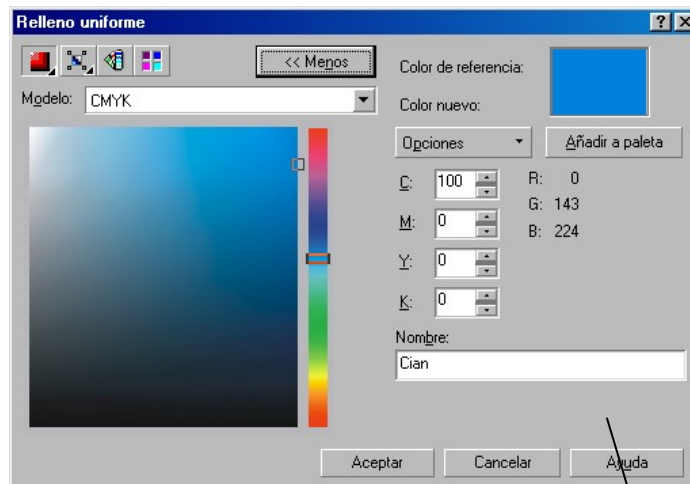 Relleno uniforme
<< Menos
Modelo: CMYK
Color de referencia:
Color nuevo:
Opciones Añadir a paleta
C: 100 R: 0
G: 143
M: 0 B: 224
Y: 0
K: 0
Nombre:
Cian
Aceptar Cancelar Ayuda